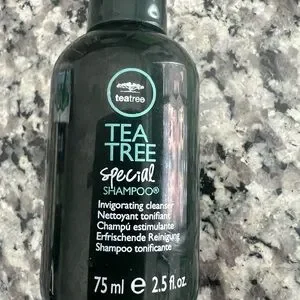 teatree
TEA
TREE
special
SHAMPOO®
Invigorating cleanser
Nettoyant tonifiant
Champú estimulante
Erfrischende Reinigung
Shampoo tonificante
75 ml e 2.5 fl.oz.